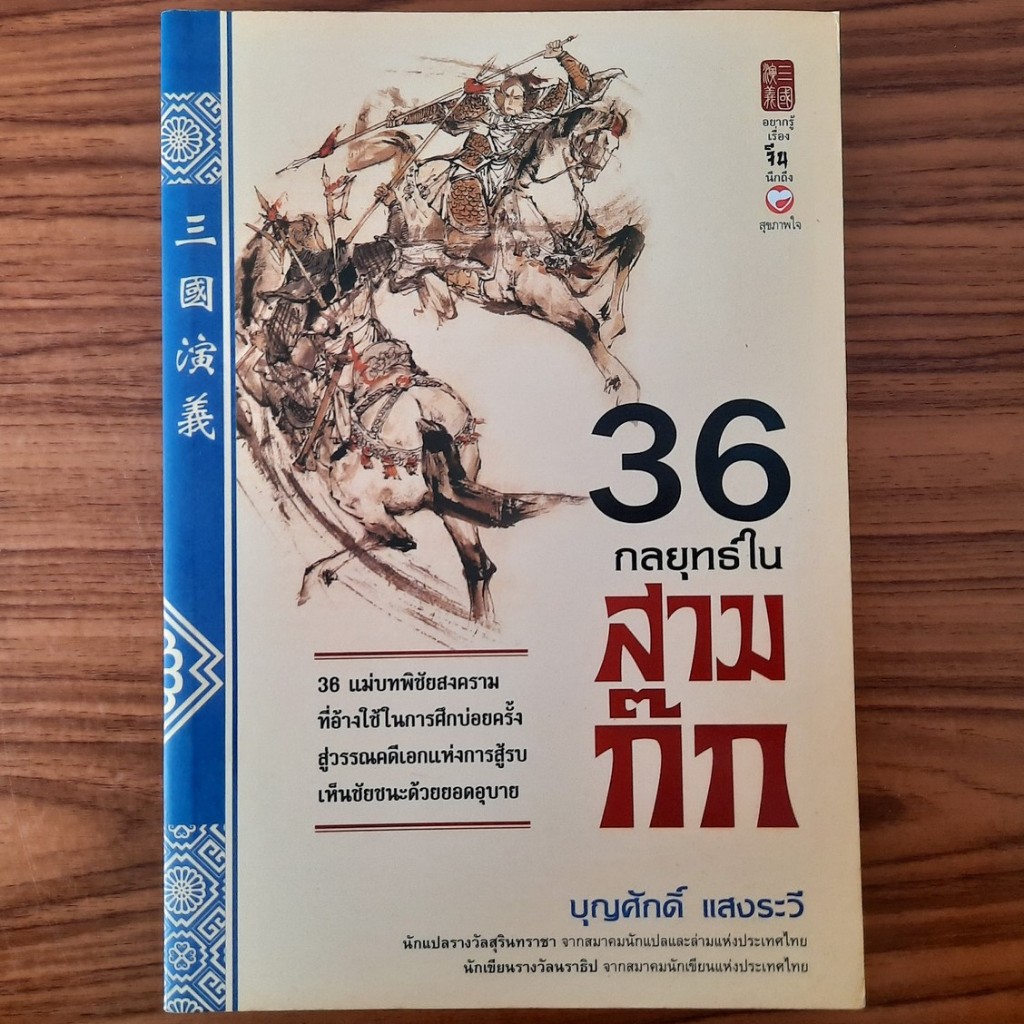 三國演義
三國演義
อยากรู้
เรื่อง
จีน
นึกถึง
สุขภาพใจ
36
กลยุทธ์ใน
สาม
ก๊ก
36 แม่บทพิชัยสงคราม
ที่อ้างใช้ในการศึกบ่อยครั้ง
สู่วรรณคดีเอกแห่งการสู้รบ
เห็นชัยชนะด้วยยอดอุบาย
บุญศักดิ์ แสงระวี
นักแปลรางวัลสุรินทราชา จากสมาคมนักแปลและล่ามแห่งประเทศไทย
นักเขียนรางวัลนราธิป จากสมาคมนักเขียนแห่งประเทศไทย